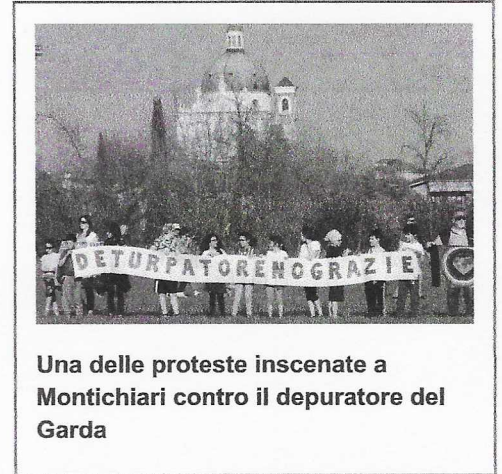 DETURPATORENOGRAZIE
Una delle proteste inscenate a
Montichiari contro il depuratore del
Garda